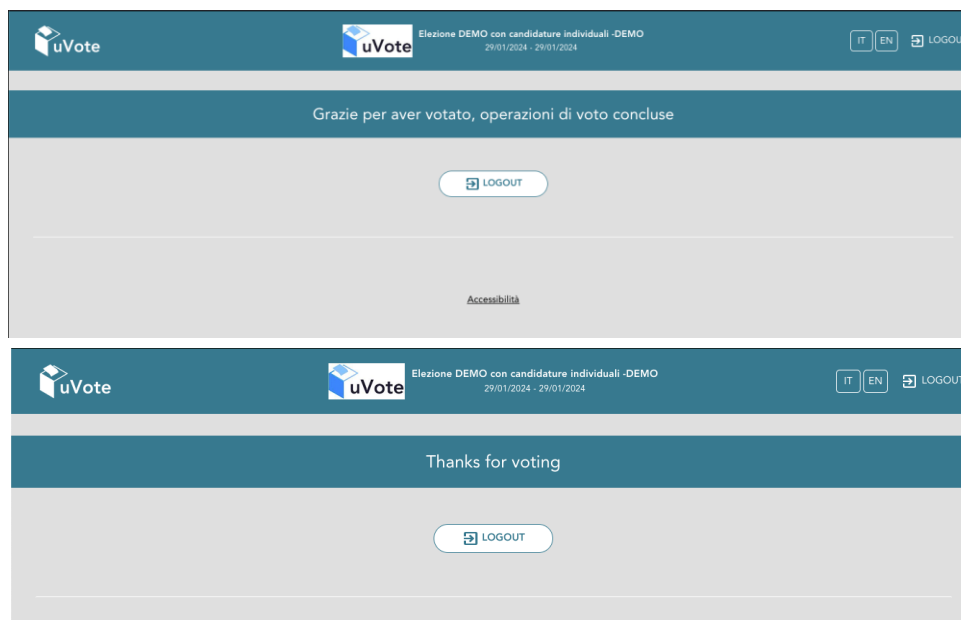 uVote
uVote
Elezione DEMO con candidature individuali -DEMO
29/01/2024 - 29/01/2024
IT EN LOGOU
Grazie per aver votato, operazioni di voto concluse
LOGOUT
Accessibilità
uVote
uVote
Elezione DEMO con candidature individuali -DEMO
29/01/2024 - 29/01/2024
IT EN LOGOUT
Thanks for voting
LOGOUT